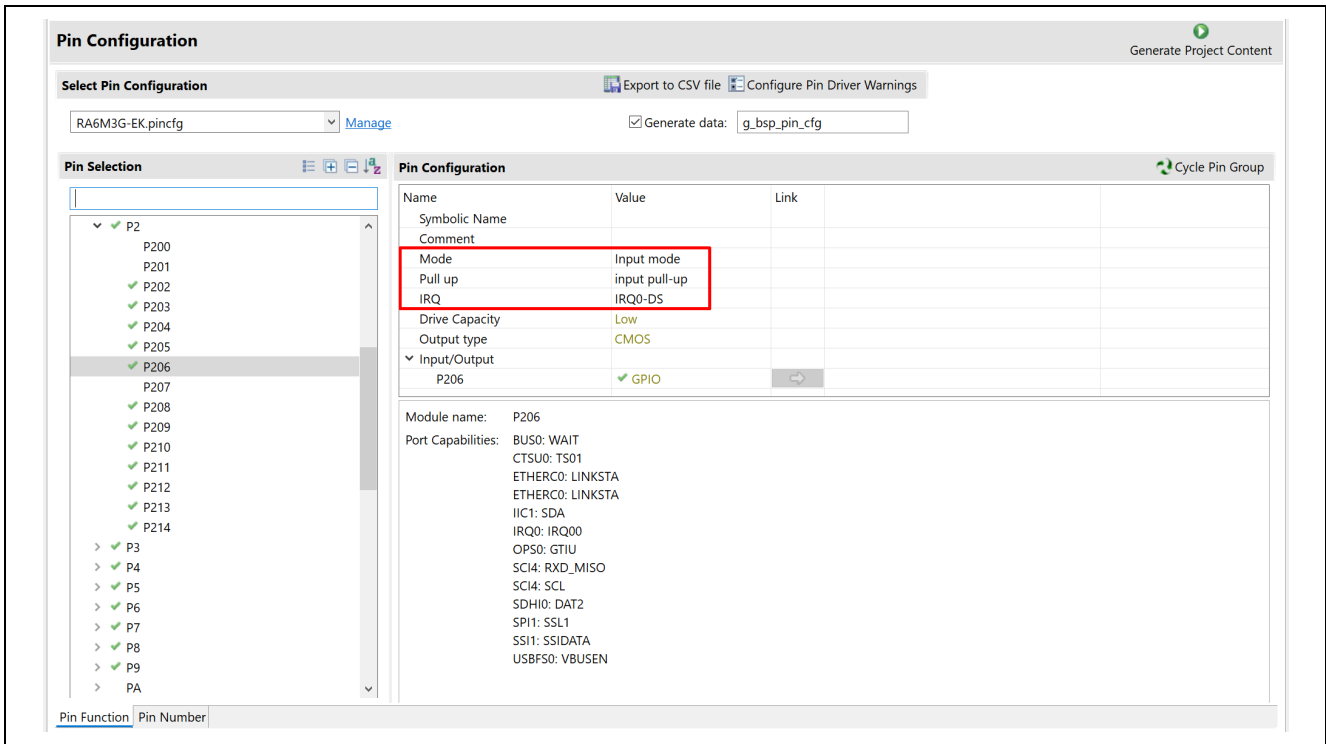 Pin Configuration
Generate Project Content
Select Pin Configuration
Export to CSV file
Configure Pin Driver Warnings
RA6M3G-EK.pincfg
Manage
Generate data:
g_bsp_pin_cfg
Pin Selection
P2
P200
P201
P202
P203
P204
P205
P206
P207
P208
P209
P210
P211
P212
P213
P214
P3
P4
P5
P6
P7
P8
P9
PA
Pin Configuration
Cycle Pin Group
Name Value Link
Symbolic Name
Comment
Mode Input mode
Pull up input pull-up
IRQ IRQ0-DS
Drive Capacity Low
Output type CMOS
Input/Output
P206 GPIO
Module name: P206
Port Capabilities: BUS0: WAIT
CTSU0: TS01
ETHERC0: LINKSTA
ETHERC0: LINKSTA
IIC1: SDA
IRQ0: IRQ00
OPS0: GTIU
SCI4: RXD_MISO
SCI4: SCL
SDHI0: DAT2
SPI1: SSL1
SSI1: SSIDATA
USBFS0: VBUSEN
Pin Function Pin Number